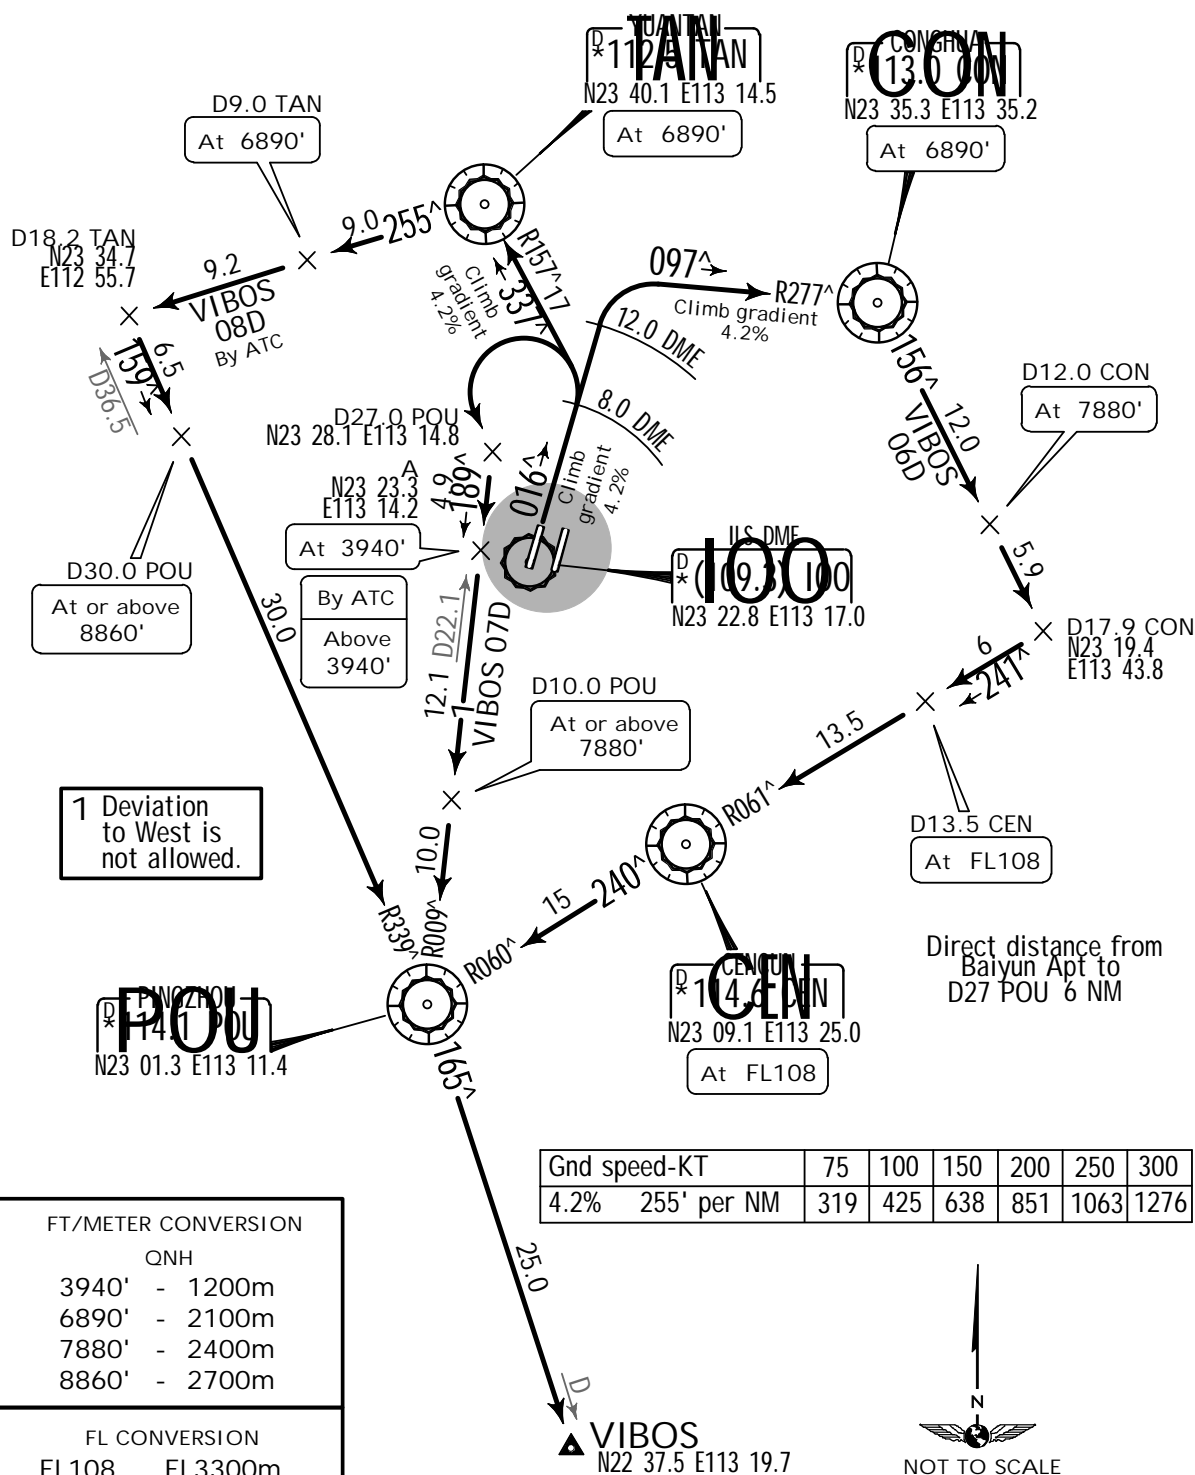 YUANTAN
D
*112.5 TAN
TAN
N23 40.1 E113 14.5
At 6890'
CONGHUA
D
*113.0 CON
CON
N23 35.3 E113 35.2
At 6890'
D9.0 TAN
At 6890'
D18.2 TAN
N23 34.7
E112 55.7
9.0
255^
9.2
VIBOS
08D
By ATC
R157^
17
337^
Climb
gradient
4.2%
097^
R277^
Climb gradient
4.2%
12.0 DME
8.0 DME
6.5
159^
D36.5
156^
12.0
VIBOS
06D
D12.0 CON
At 7880'
D27.0 POU
N23 28.1 E113 14.8
A
N23 23.3
E113 14.2
4.9
189^
016^
Climb
gradient
4.2%
At 3940'
By ATC
Above
3940'
ILS DME
D
*(109.3) IOO
IOO
N23 22.8 E113 17.0
D30.0 POU
At or above
8860'
30.0
12.1
D22.1
1
VIBOS 07D
5.9
D17.9 CON
N23 19.4
E113 43.8
6
241^
D10.0 POU
At or above
7880'
13.5
R061^
D13.5 CEN
At FL108
1 Deviation
to West is
not allowed.
10.0
R339^
R009^
R060^
15
240^
CENCUN
D
*114.6 CEN
CEN
N23 09.1 E113 25.0
At FL108
Direct distance from
Baiyun Apt to
D27 POU 6 NM
PINGZHOU
D
*114.1 POU
POU
N23 01.3 E113 11.4
165^
25.0
Gnd speed-KT 75 100 150 200 250 300
4.2% 255' per NM 319 425 638 851 1063 1276
FT/METER CONVERSION
QNH
3940' - 1200m
6890' - 2100m
7880' - 2400m
8860' - 2700m
FL CONVERSION
FL108 FL3300m
D
VIBOS
N22 37.5 E113 19.7
N
NOT TO SCALE